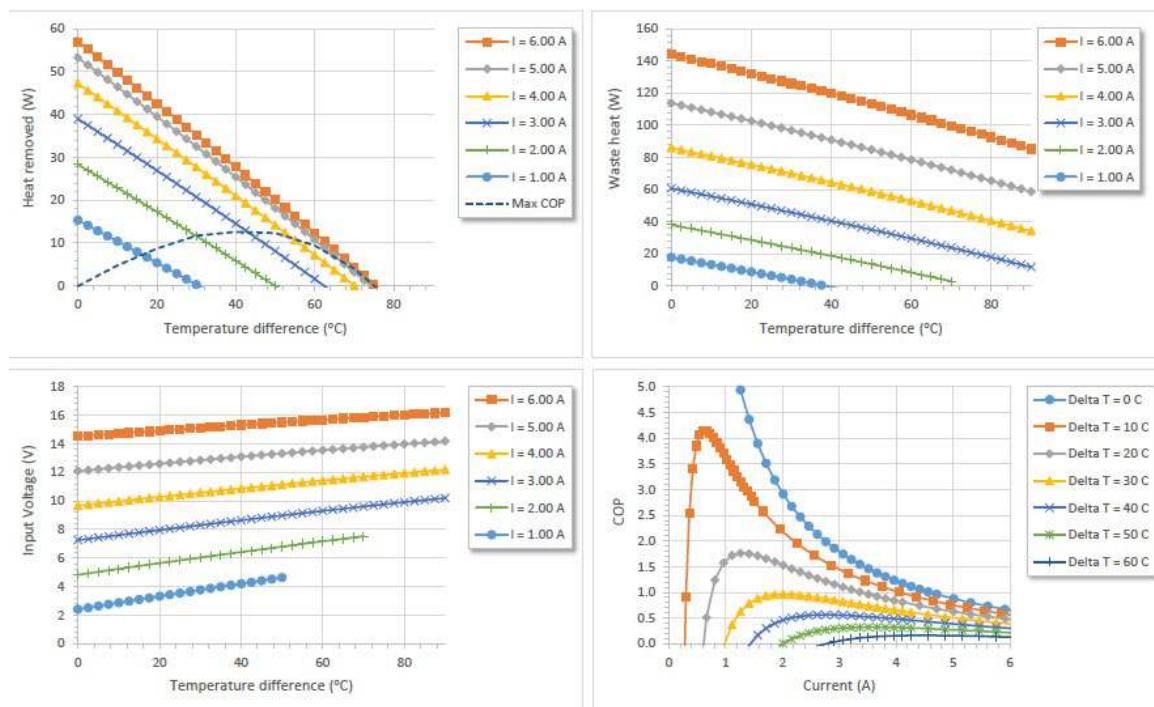 60
50
40
30
20
10
0
Heat removed (W)
0 20 40 60 80
Temperature difference (°C)
I = 6.00 A
I = 5.00 A
I = 4.00 A
I = 3.00 A
I = 2.00 A
I = 1.00 A
Max COP
160
140
120
100
80
60
40
20
0
Waste heat (W)
0 20 40 60 80
Temperature difference (°C)
I = 6.00 A
I = 5.00 A
I = 4.00 A
I = 3.00 A
I = 2.00 A
I = 1.00 A
18
16
14
12
10
8
6
4
2
0
Input Voltage (V)
0 20 40 60 80
Temperature difference (°C)
I = 6.00 A
I = 5.00 A
I = 4.00 A
I = 3.00 A
I = 2.00 A
I = 1.00 A
5.0
4.5
4.0
3.5
3.0
2.5
2.0
1.5
1.0
0.5
0.0
COP
0 1 2 3 4 5 6
Current (A)
Delta T = 0 C
Delta T = 10 C
Delta T = 20 C
Delta T = 30 C
Delta T = 40 C
Delta T = 50 C
Delta T = 60 C